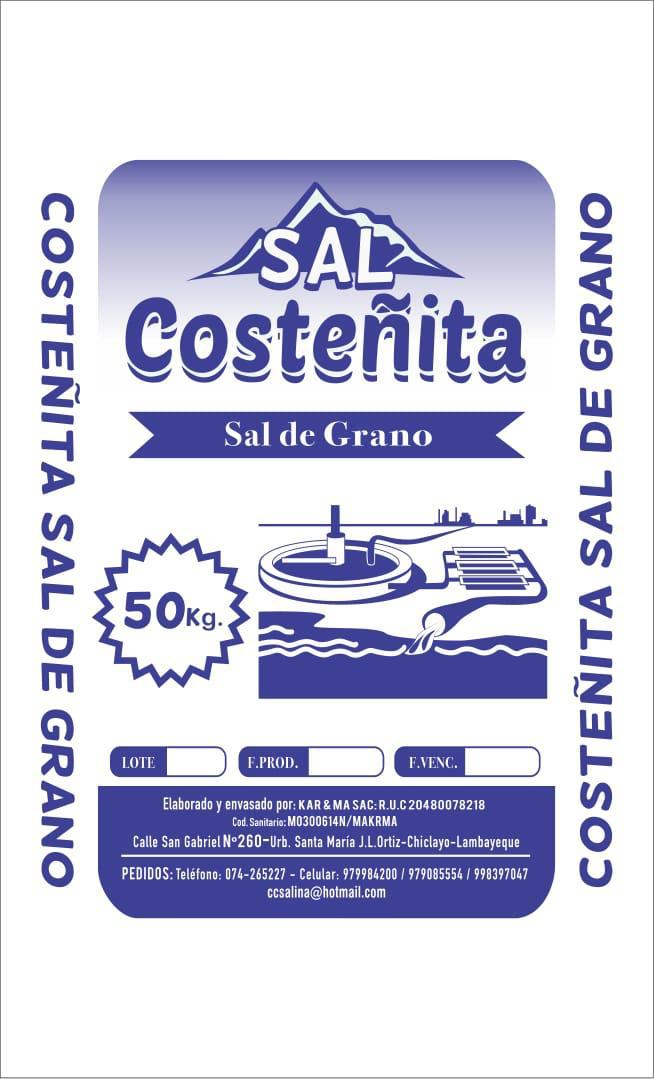 SAL
Costeñita
Sal de Grano
COSTEÑITA SAL DE GRANO
COSTEÑITA SAL DE GRANO
50Kg.
LOTE
F.PROD.
F.VENC.
Elaborado y envasado por: KAR & MA SAC: R.U.C 20480078218
Cod. Sanitario: M0300614N/MAKRMA
Calle San Gabriel Nº260-Urb. Santa María J.L.Ortiz-Chiclayo-Lambayeque
PEDIDOS: Teléfono: 074-265227 - Celular: 979984200 / 979085554 / 998397047
ccsalina@hotmail.com